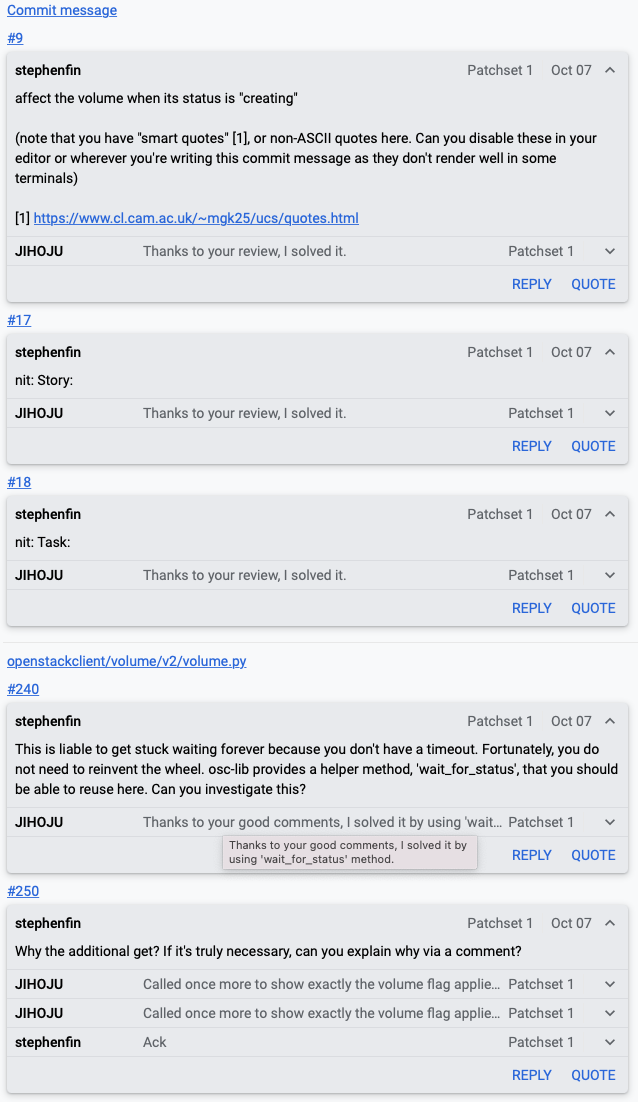 Commit message
#9
stephenfin Patchset 1 Oct 07
affect the volume when its status is "creating"
(note that you have "smart quotes" [1], or non-ASCII quotes here. Can you disable these in your
editor or wherever you're writing this commit message as they don't render well in some
terminals)
[1] https://www.cl.cam.ac.uk/~mgk25/ucs/quotes.html
JIHOJU Thanks to your review, I solved it. Patchset 1
REPLY QUOTE
#17
stephenfin Patchset 1 Oct 07
nit: Story:
JIHOJU Thanks to your review, I solved it. Patchset 1
REPLY QUOTE
#18
stephenfin Patchset 1 Oct 07
nit: Task:
JIHOJU Thanks to your review, I solved it. Patchset 1
REPLY QUOTE
openstackclient/volume/v2/volume.py
#240
stephenfin Patchset 1 Oct 07
This is liable to get stuck waiting forever because you don't have a timeout. Fortunately, you do
not need to reinvent the wheel. osc-lib provides a helper method, 'wait_for_status', that you should
be able to reuse here. Can you investigate this?
JIHOJU Thanks to your good comments, I solved it by using 'wait... Patchset 1
Thanks to your good comments, I solved it by
using 'wait_for_status' method.
REPLY QUOTE
#250
stephenfin Patchset 1 Oct 07
Why the additional get? If it's truly necessary, can you explain why via a comment?
JIHOJU Called once more to show exactly the volume flag applie... Patchset 1
JIHOJU Called once more to show exactly the volume flag applie... Patchset 1
stephenfin Ack Patchset 1
REPLY QUOTE